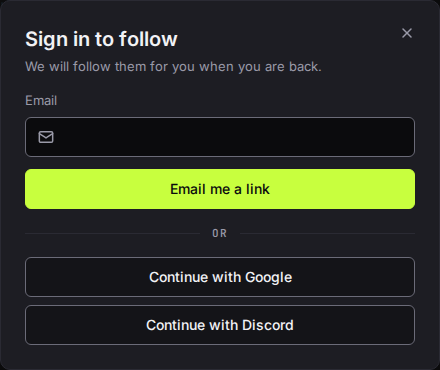 Sign in to follow
We will follow them for you when you are back.
Email
Email me a link
OR
Continue with Google
Continue with Discord